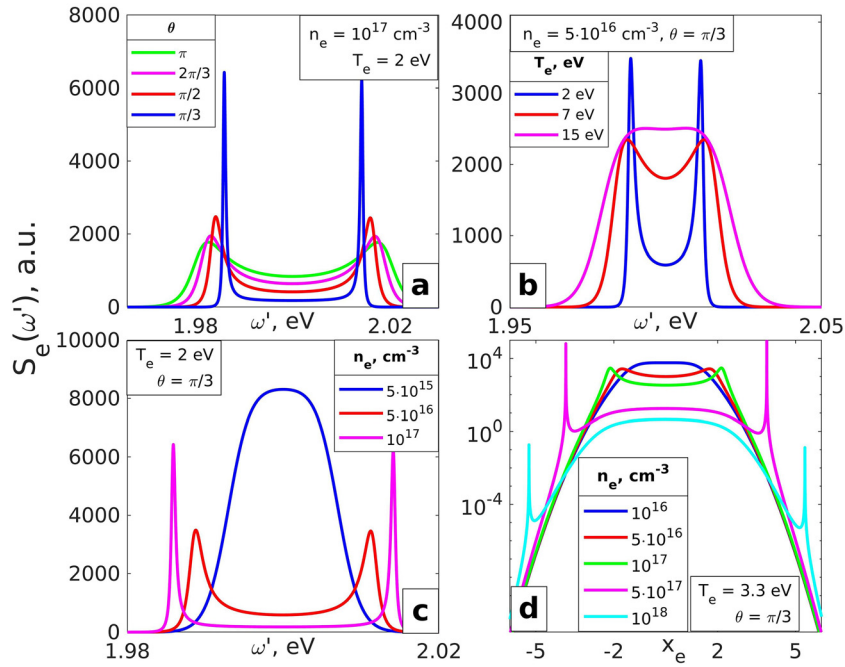 S_e(ω'), a.u.
8000
6000
4000
2000
0
θ
π
2π/3
π/2
π/3
n_e = 10^17 cm^-3
T_e = 2 eV
a
1.98
ω', eV
2.02
4000
3000
2000
1000
0
n_e = 5·10^16 cm^-3, θ = π/3
T_e, eV
2 eV
7 eV
15 eV
b
1.95
ω', eV
2.05
10000
8000
6000
4000
2000
0
T_e = 2 eV
θ = π/3
n_e, cm^-3
5·10^15
5·10^16
10^17
c
1.98
ω', eV
2.02
10^4
10^0
10^-4
n_e, cm^-3
10^16
5·10^16
10^17
5·10^17
10^18
T_e = 3.3 eV
θ = π/3
d
-5
-2
x_e
2
5